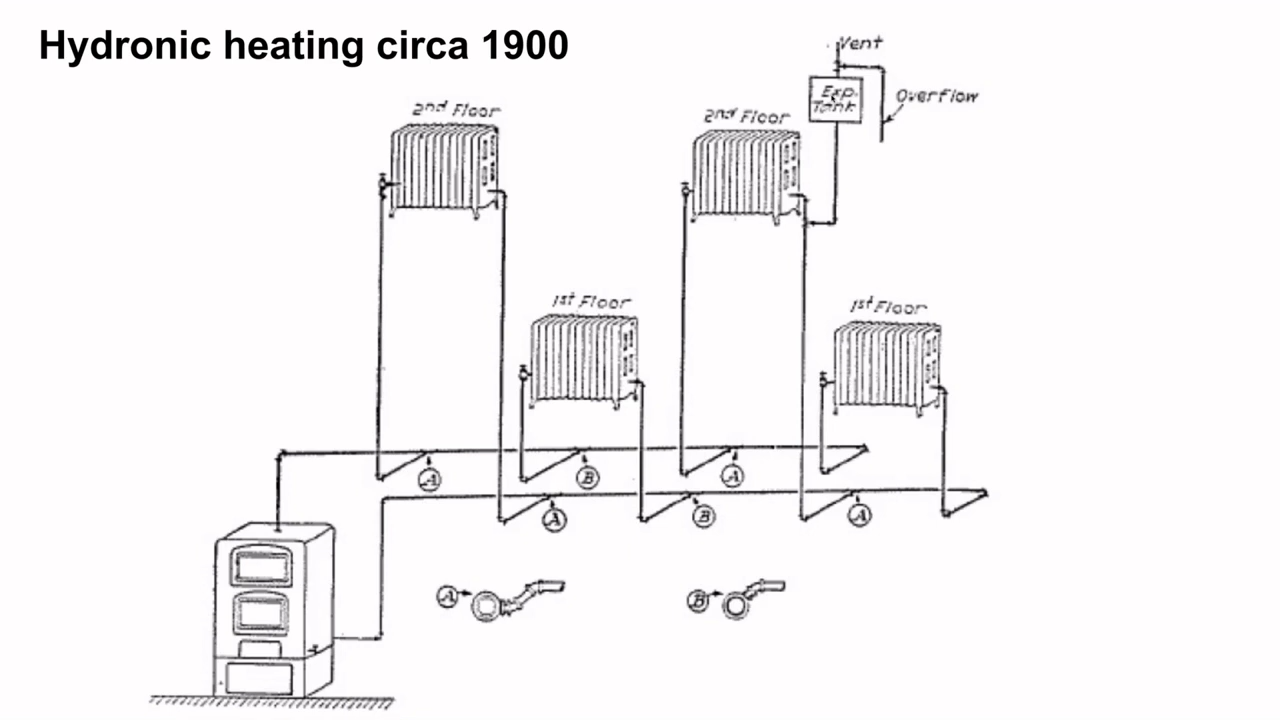 Hydronic heating circa 1900
Vent
Exp.
Tank
Overflow
2nd Floor
2nd Floor
1st Floor
1st Floor
A
B
A
A
B
A
A
B